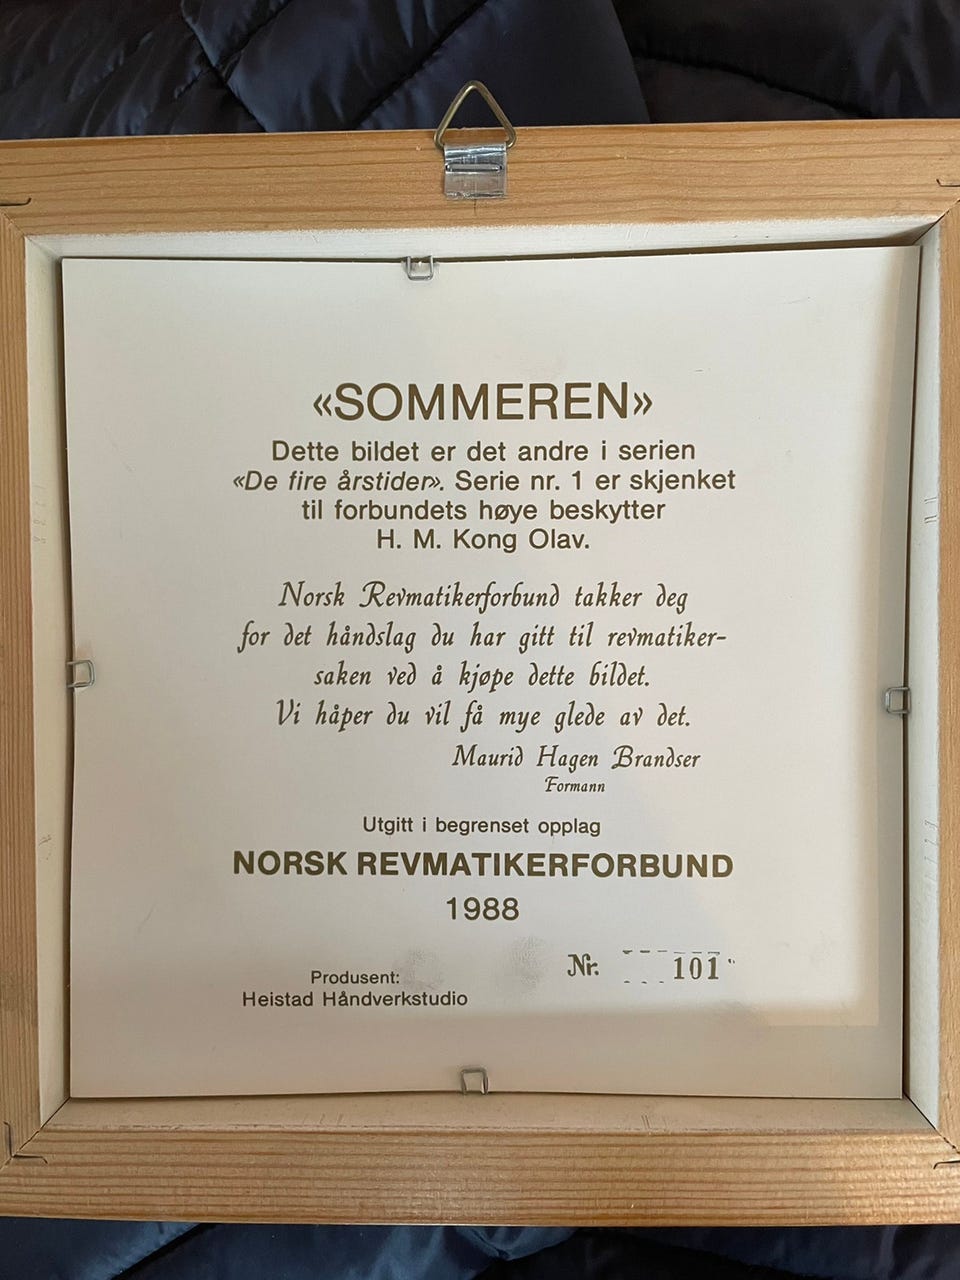 «SOMMEREN»
Dette bildet er det andre i serien
«De fire årstider». Serie nr. 1 er skjenket
til forbundets høye beskytter
H. M. Kong Olav.
Norsk Revmatikerforbund takker deg
for det håndslag du har gitt til revmatiker-
saken ved å kjøpe dette bildet.
Vi håper du vil få mye glede av det.
Maurid Hagen Brandser
Formann
Utgitt i begrenset opplag
NORSK REVMATIKERFORBUND
1988
Nr. 101
Produsent:
Heistad Håndverkstudio